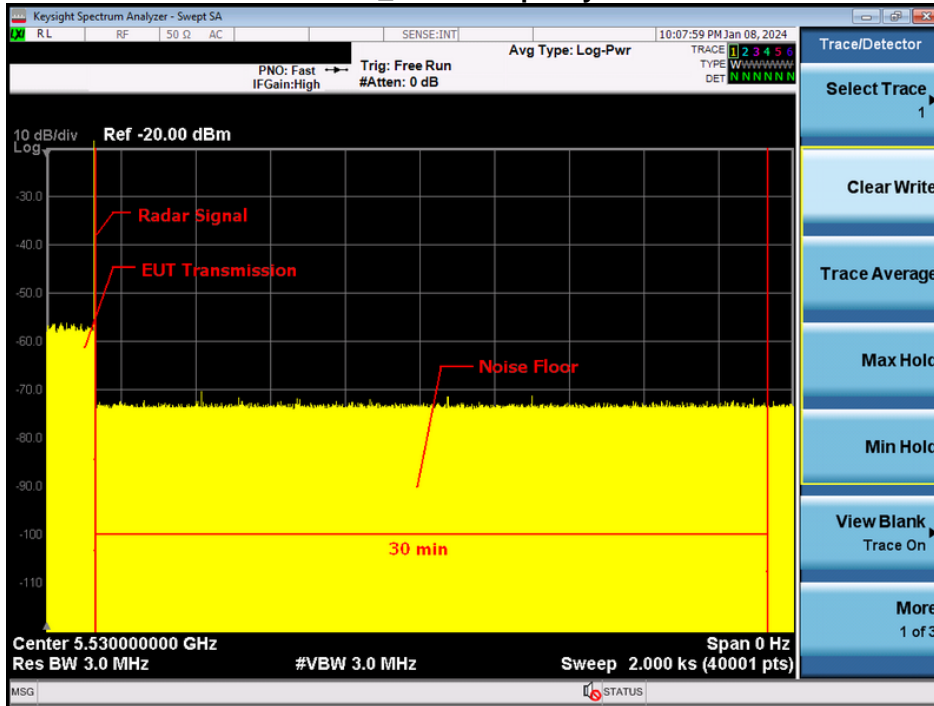 Keysight Spectrum Analyzer - Swept SA
LXI RL RF 50 Ω AC SENSE:INT 10:07:59 PM Jan 08, 2024
Avg Type: Log-Pwr
TRACE 1 2 3 4 5 6
TYPE WWWWWW
DET N N N N N N
PNO: Fast
IFGain:High
Trig: Free Run
#Atten: 0 dB
10 dB/div
Log
Ref -20.00 dBm
-30.0
-40.0
-50.0
-60.0
-70.0
-80.0
-90.0
-100
-110
Radar Signal
EUT Transmission
Noise Floor
30 min
Center 5.530000000 GHz
Span 0 Hz
Res BW 3.0 MHz
#VBW 3.0 MHz
Sweep 2.000 ks (40001 pts)
MSG
STATUS
Trace/Detector
Select Trace
1
Clear Write
Trace Average
Max Hold
Min Hold
View Blank
Trace On
More
1 of 3